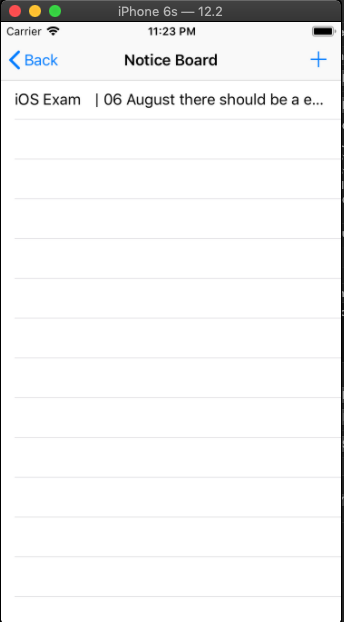 iPhone 6s — 12.2
Carrier 11:23 PM
Back Notice Board +
iOS Exam | 06 August there should be a e...